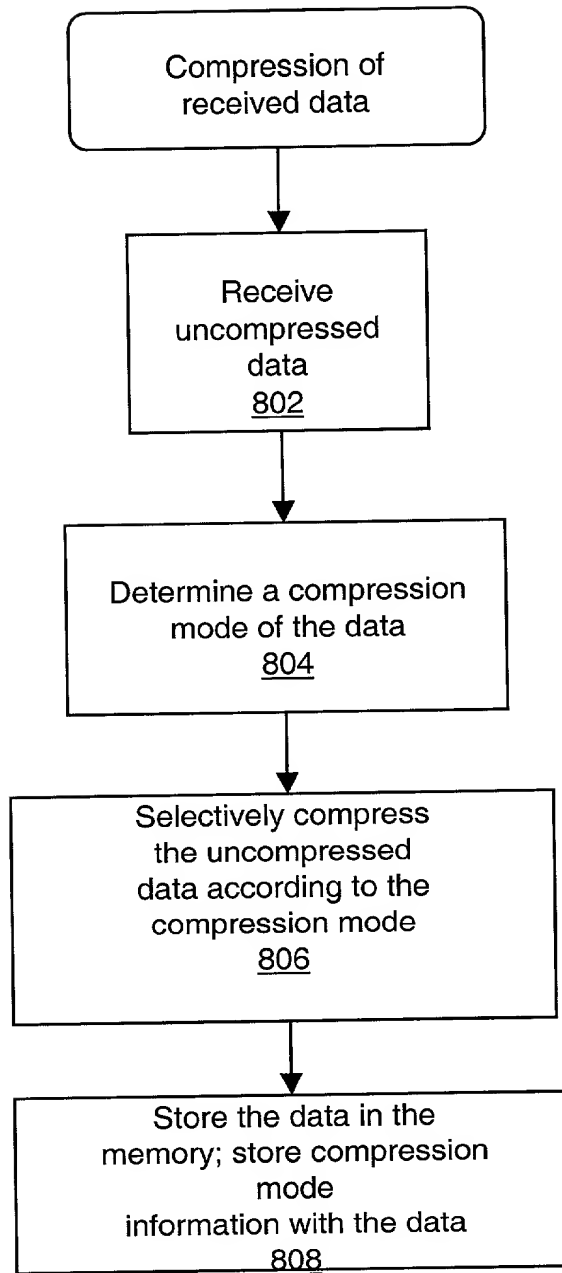 Compression of
received data
Receive
uncompressed
data
802
Determine a compression
mode of the data
804
Selectively compress
the uncompressed
data according to the
compression mode
806
Store the data in the
memory; store compression
mode
information with the data
808